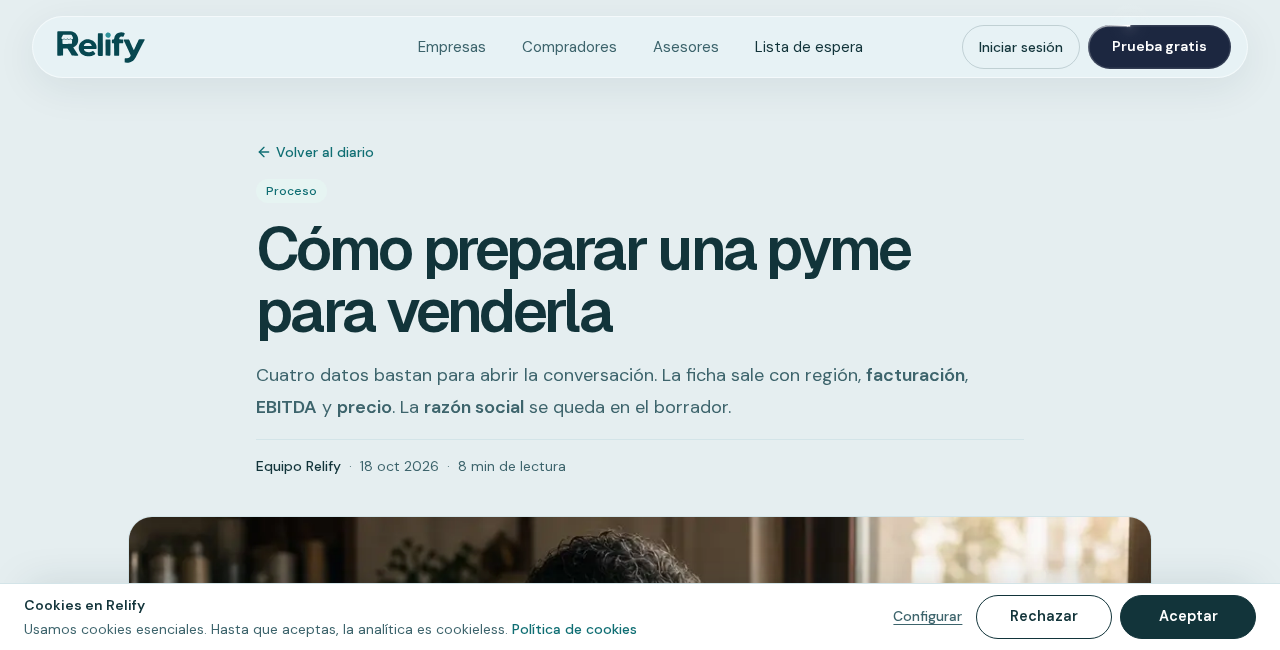 Relify
Empresas
Compradores
Asesores
Lista de espera
Iniciar sesión
Prueba gratis
← Volver al diario
Proceso
Cómo preparar una pyme
para venderla
Cuatro datos bastan para abrir la conversación. La ficha sale con región, facturación,
EBITDA y precio. La razón social se queda en el borrador.
Equipo Relify · 18 oct 2026 · 8 min de lectura
Cookies en Relify
Usamos cookies esenciales. Hasta que aceptas, la analítica es cookieless. Política de cookies
Configurar
Rechazar
Aceptar